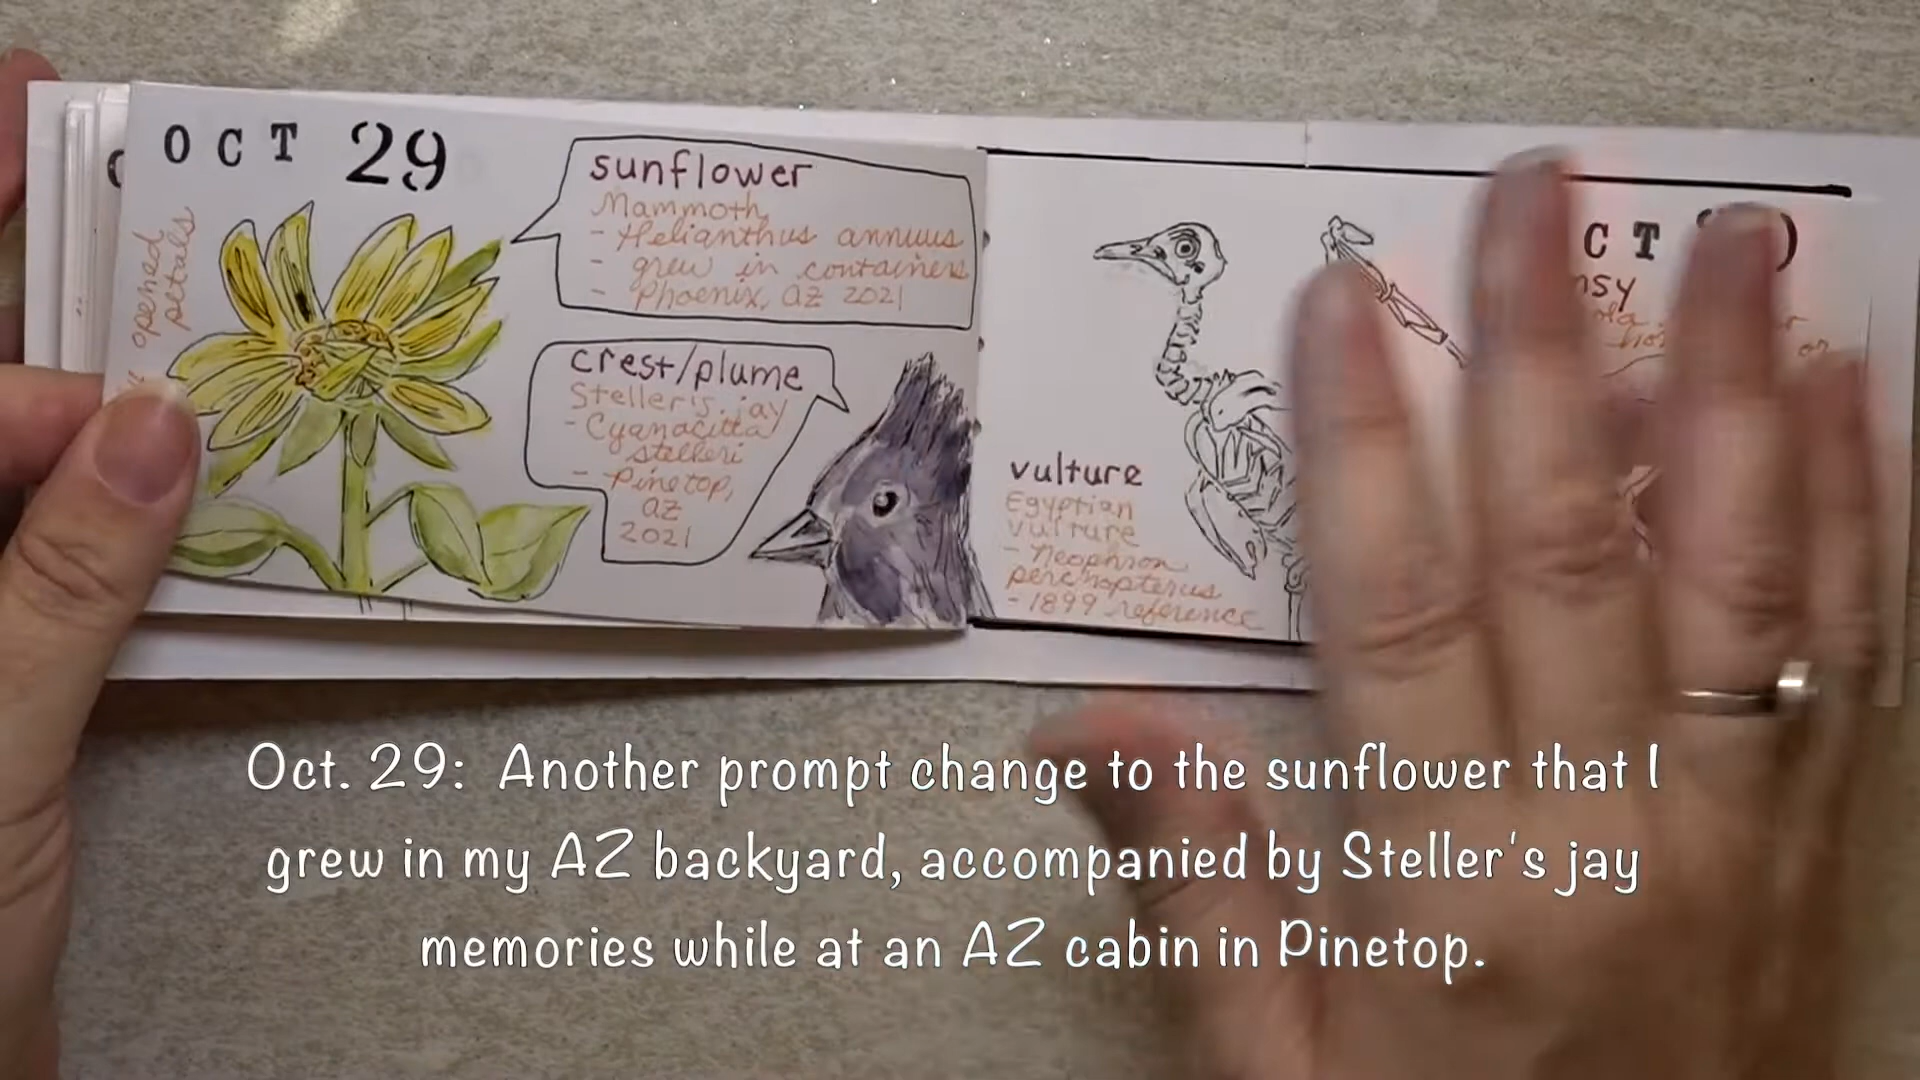 OCT 29
opened
petals
sunflower
Mammoth
- Helianthus annuus
- grew in containers
- Phoenix, AZ 2021
crest/plume
Steller's jay
- Cyanocitta
stelleri
- Pinetop,
AZ
2021
vulture
Egyptian
vulture
- Neophron
percnopterus
- 1899 reference
CT
Oct. 29: Another prompt change to the sunflower that I
grew in my AZ backyard, accompanied by Steller's jay
memories while at an AZ cabin in Pinetop.